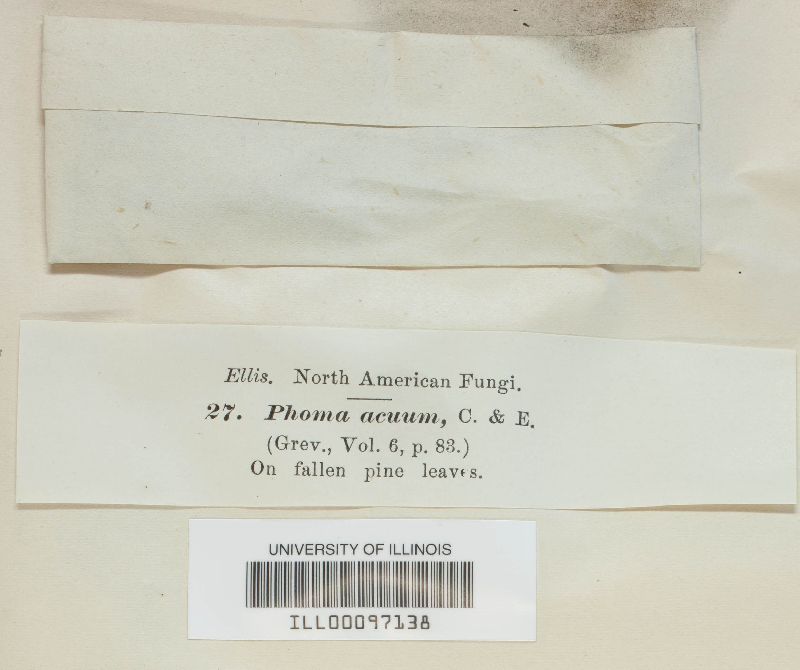 Ellis. North American Fungi.
27. Phoma acuum, C. & E.
(Grev., Vol. 6, p. 83.)
On fallen pine leaves.
UNIVERSITY OF ILLINOIS
ILL00097138